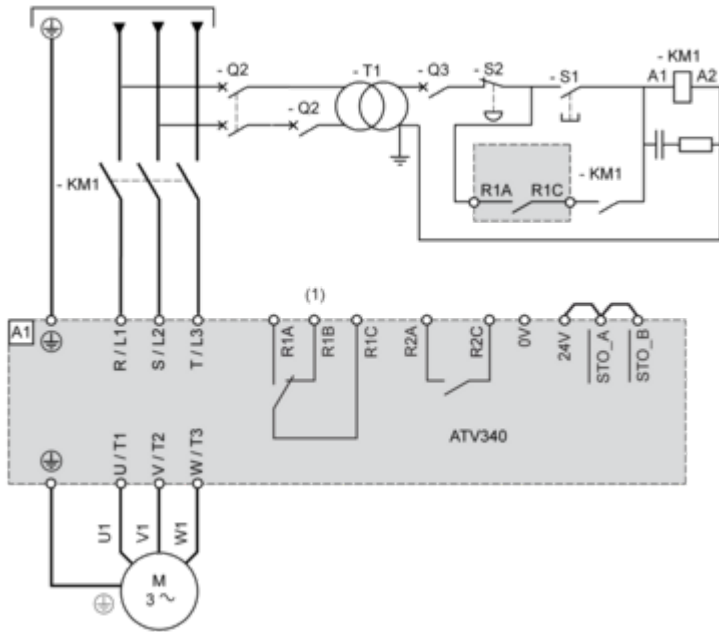 - Q2
- T1
- Q3
- S2
- S1
- KM1
A1
A2
- Q2
- KM1
R1A
R1C
- KM1
(1)
A1
R / L1
S / L2
T / L3
R1A
R1B
R1C
R2A
R2C
0V
24V
STO_A
STO_B
ATV340
U / T1
V / T2
W / T3
U1
V1
W1
M
3 ~